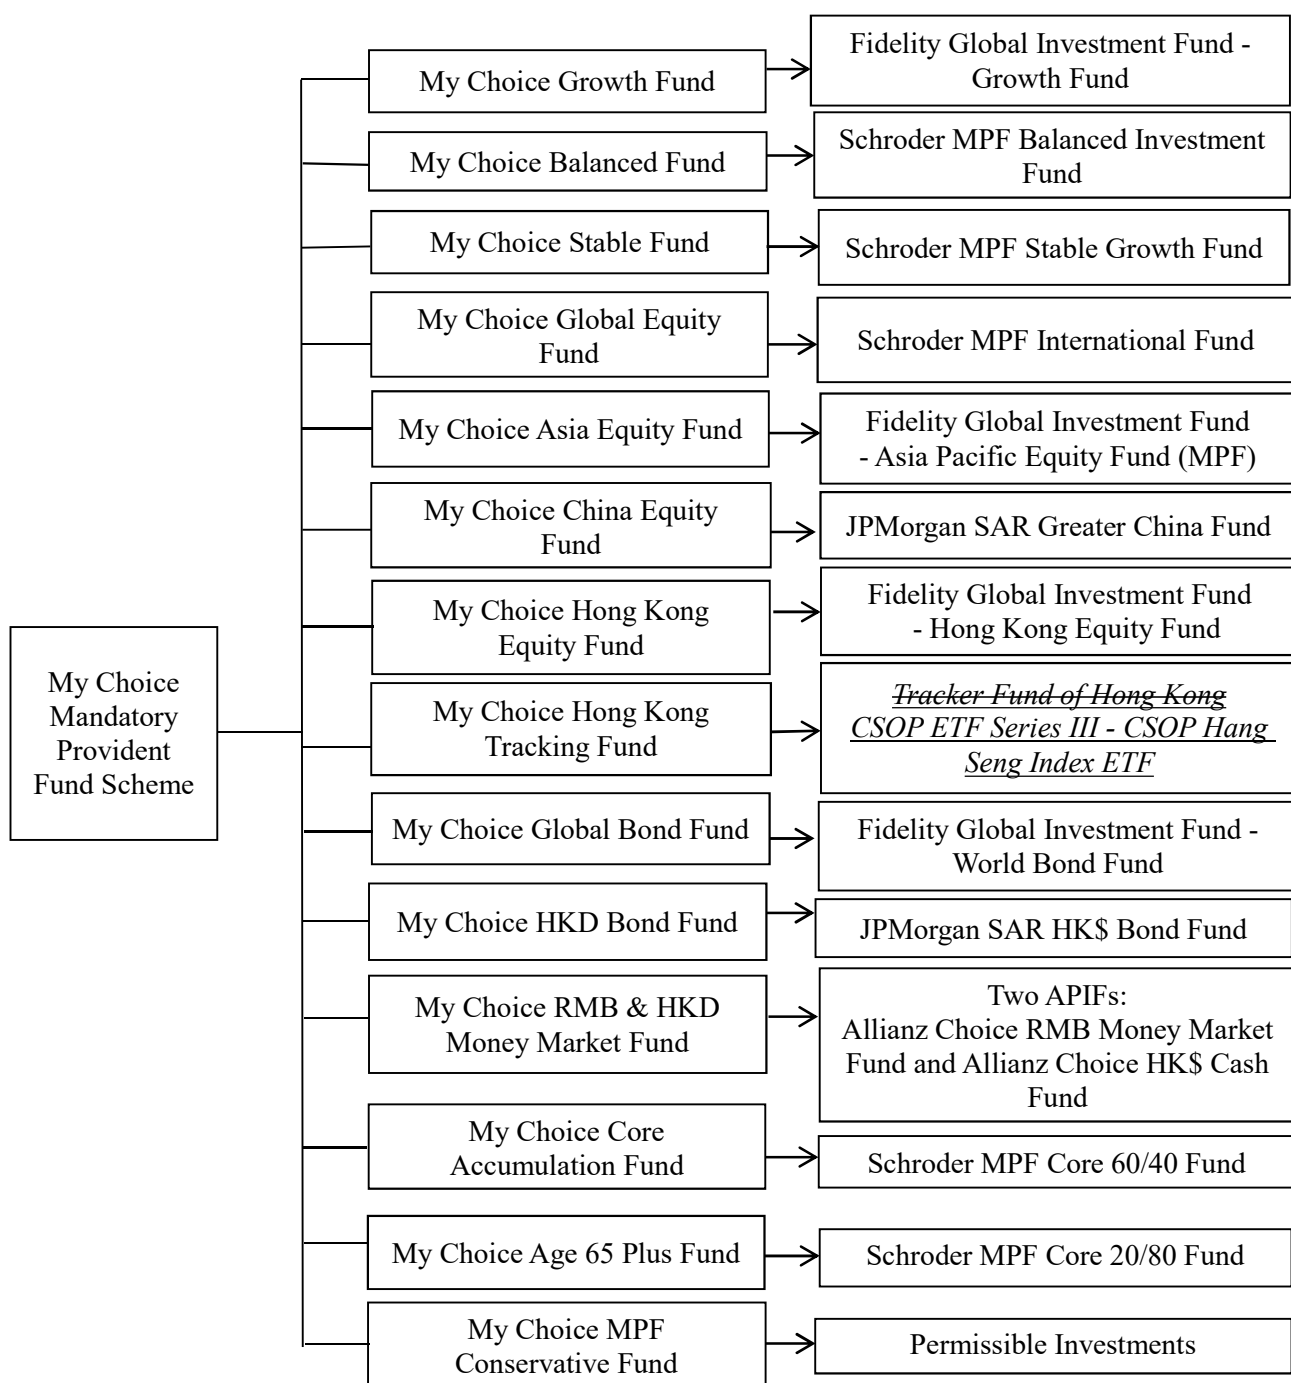 My Choice
Mandatory
Provident
Fund Scheme
My Choice Growth Fund
Fidelity Global Investment Fund -
Growth Fund
My Choice Balanced Fund
Schroder MPF Balanced Investment
Fund
My Choice Stable Fund
Schroder MPF Stable Growth Fund
My Choice Global Equity
Fund
Schroder MPF International Fund
My Choice Asia Equity Fund
Fidelity Global Investment Fund
- Asia Pacific Equity Fund (MPF)
My Choice China Equity
Fund
JPMorgan SAR Greater China Fund
My Choice Hong Kong
Equity Fund
Fidelity Global Investment Fund
- Hong Kong Equity Fund
My Choice Hong Kong
Tracking Fund
Tracker Fund of Hong Kong
CSOP ETF Series III - CSOP Hang
Seng Index ETF
My Choice Global Bond Fund
Fidelity Global Investment Fund -
World Bond Fund
My Choice HKD Bond Fund
JPMorgan SAR HK$ Bond Fund
My Choice RMB & HKD
Money Market Fund
Two APIFs:
Allianz Choice RMB Money Market
Fund and Allianz Choice HK$ Cash
Fund
My Choice Core
Accumulation Fund
Schroder MPF Core 60/40 Fund
My Choice Age 65 Plus Fund
Schroder MPF Core 20/80 Fund
My Choice MPF
Conservative Fund
Permissible Investments